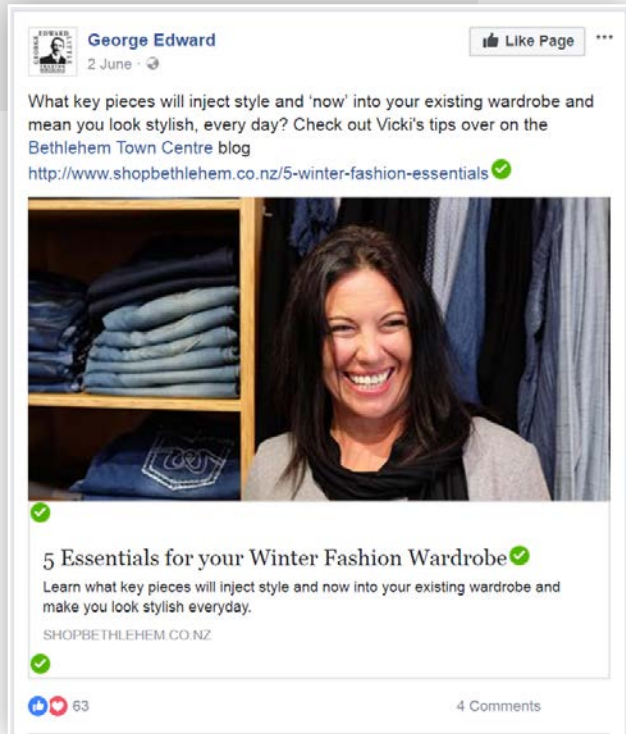 George Edward
Like Page
2 June
What key pieces will inject style and ‘now’ into your existing wardrobe and
mean you look stylish, every day? Check out Vicki's tips over on the
Bethlehem Town Centre blog
http://www.shopbethlehem.co.nz/5-winter-fashion-essentials
5 Essentials for your Winter Fashion Wardrobe
Learn what key pieces will inject style and now into your existing wardrobe and
make you look stylish everyday.
SHOPBETHLEHEM.CO.NZ
63
4 Comments